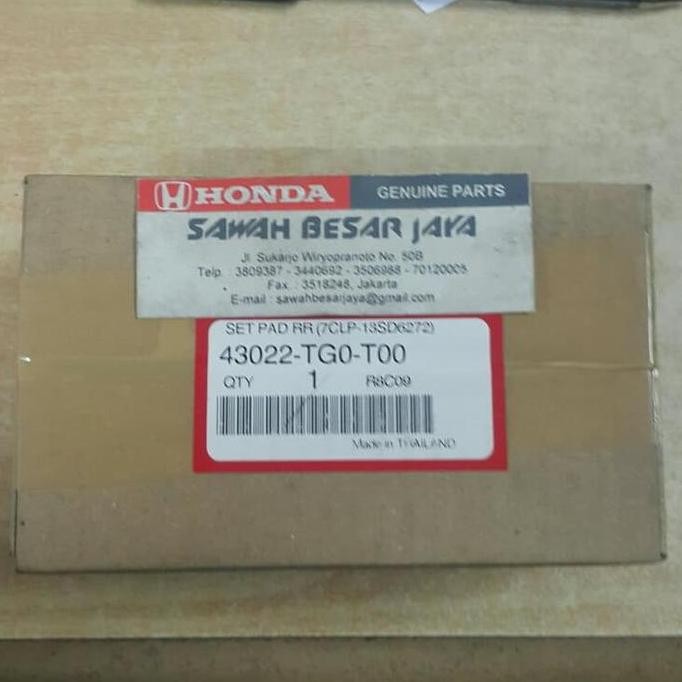 HONDA GENUINE PARTS
SAWAH BESAR JAYA
Jl. Sukarjo Wiryopranoto No. 50B
Telp. : 3809387 - 3440692 - 3506988 - 70120005
Fax. : 3518248, Jakarta
E-mail : sawahbesarjaya@gmail.com
SET PAD RR (7CLP-13SD6272)
43022-TG0-T00
QTY 1 R8C09
Made in THAILAND